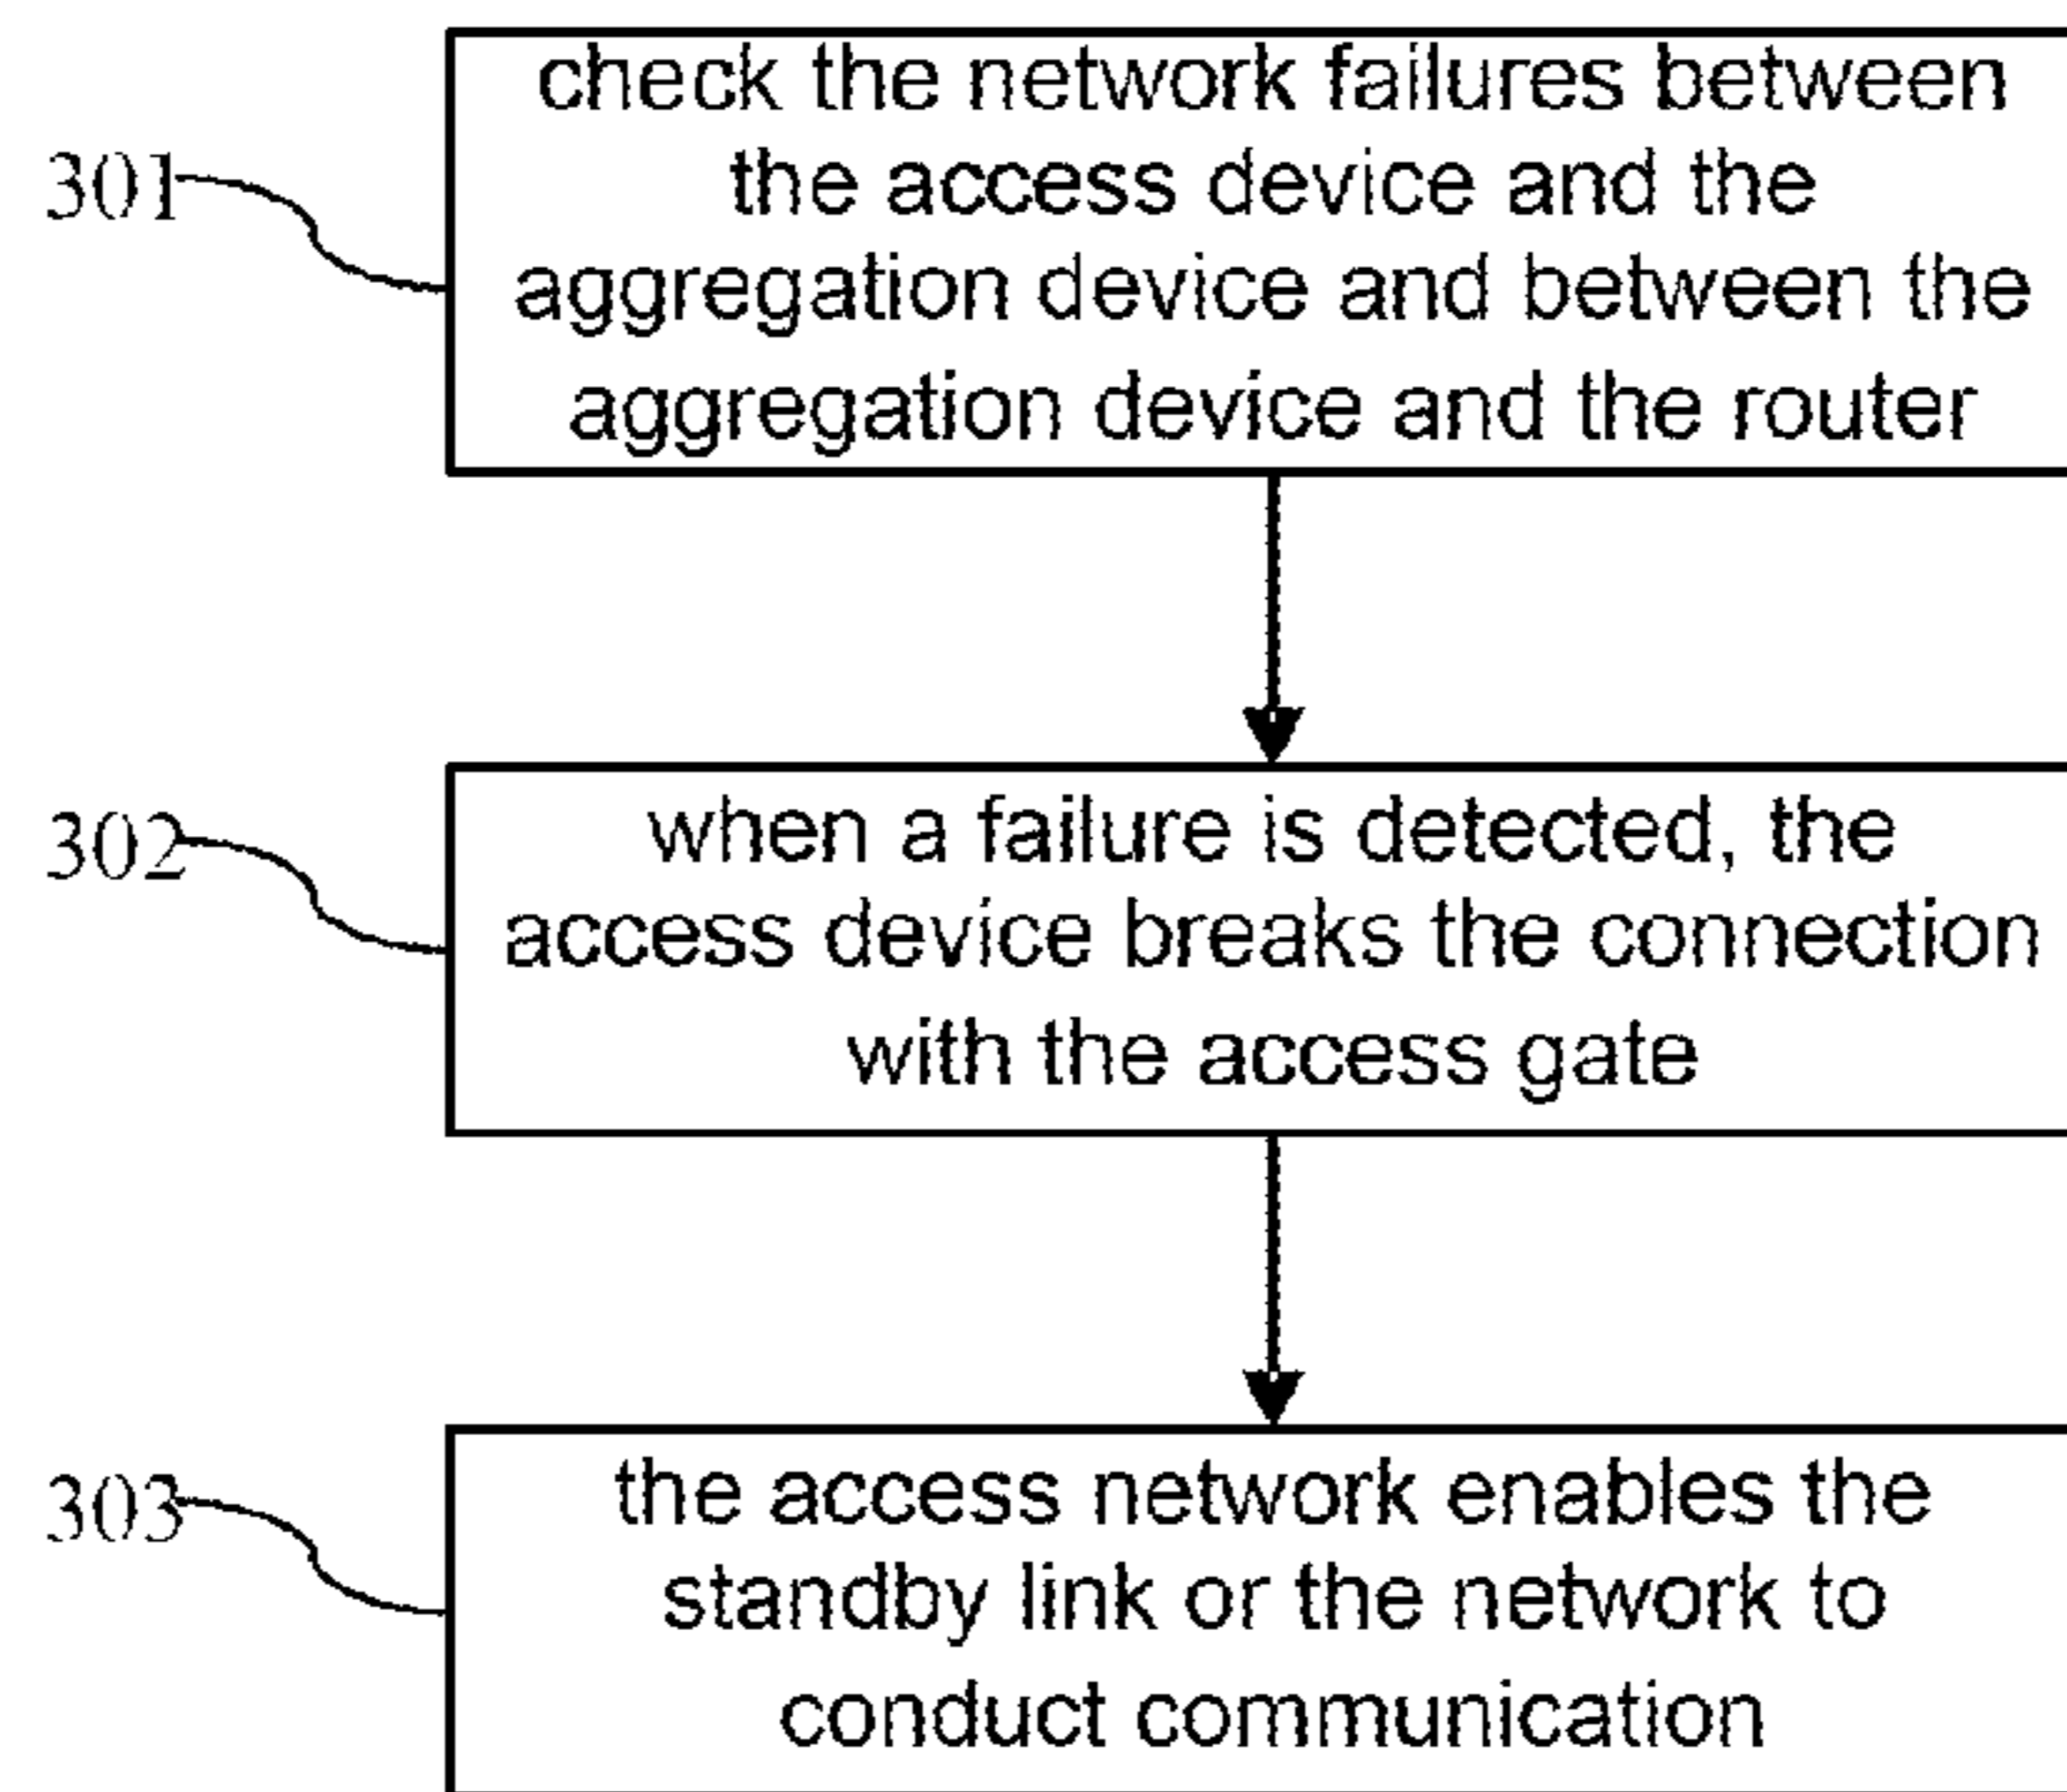 check the network failures between
301
the access device and the
aggregation device and between the
aggregation device and the router
when a failure is detected, the
302
access device breaks the connection
with the access gate
the access network enables the
303
standby link or the network to
conduct communication